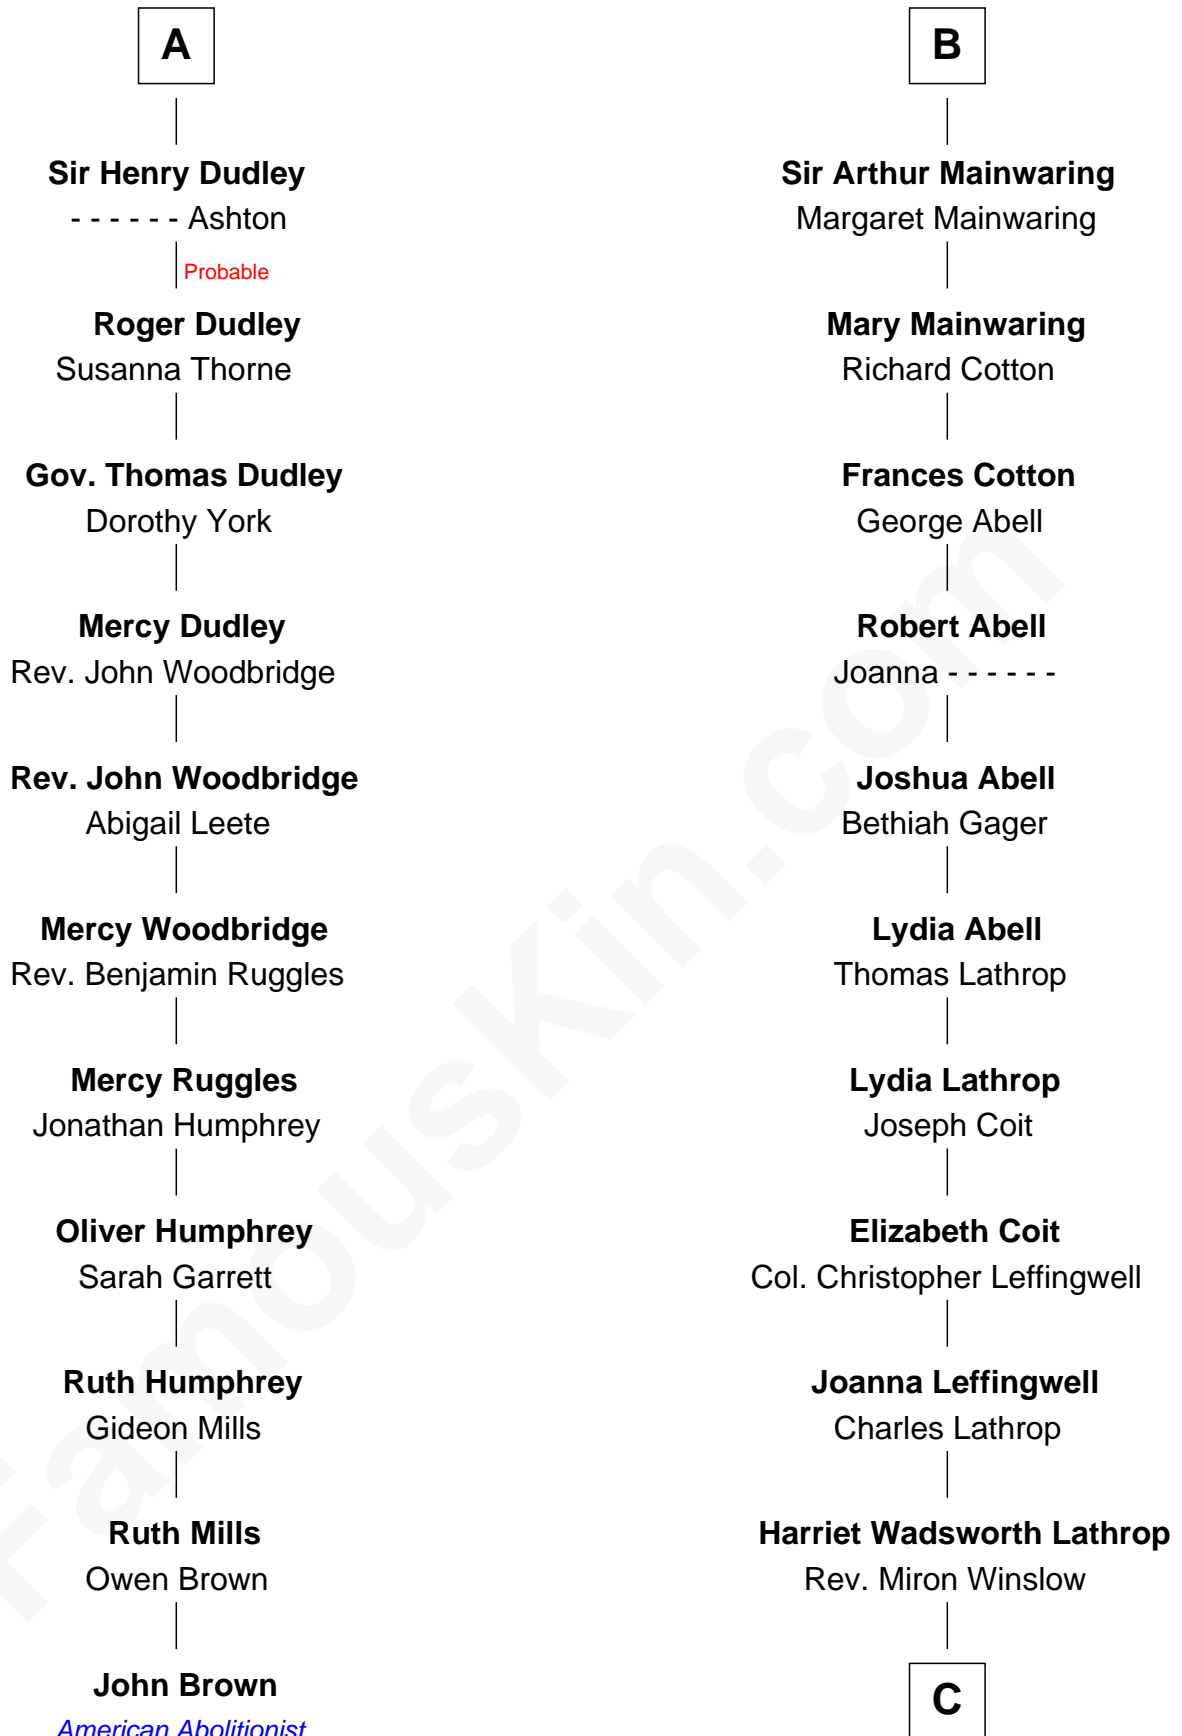 A
Sir Henry Dudley
- - - - - - Ashton
Probable
Roger Dudley
Susanna Thorne
Gov. Thomas Dudley
Dorothy York
Mercy Dudley
Rev. John Woodbridge
Rev. John Woodbridge
Abigail Leete
Mercy Woodbridge
Rev. Benjamin Ruggles
Mercy Ruggles
Jonathan Humphrey
Oliver Humphrey
Sarah Garrett
Ruth Humphrey
Gideon Mills
Ruth Mills
Owen Brown
John Brown
American Abolitionist
B
Sir Arthur Mainwaring
Margaret Mainwaring
Mary Mainwaring
Richard Cotton
Frances Cotton
George Abell
Robert Abell
Joanna - - - - - -
Joshua Abell
Bethiah Gager
Lydia Abell
Thomas Lathrop
Lydia Lathrop
Joseph Coit
Elizabeth Coit
Col. Christopher Leffingwell
Joanna Leffingwell
Charles Lathrop
Harriet Wadsworth Lathrop
Rev. Miron Winslow
C
FamousKin.com